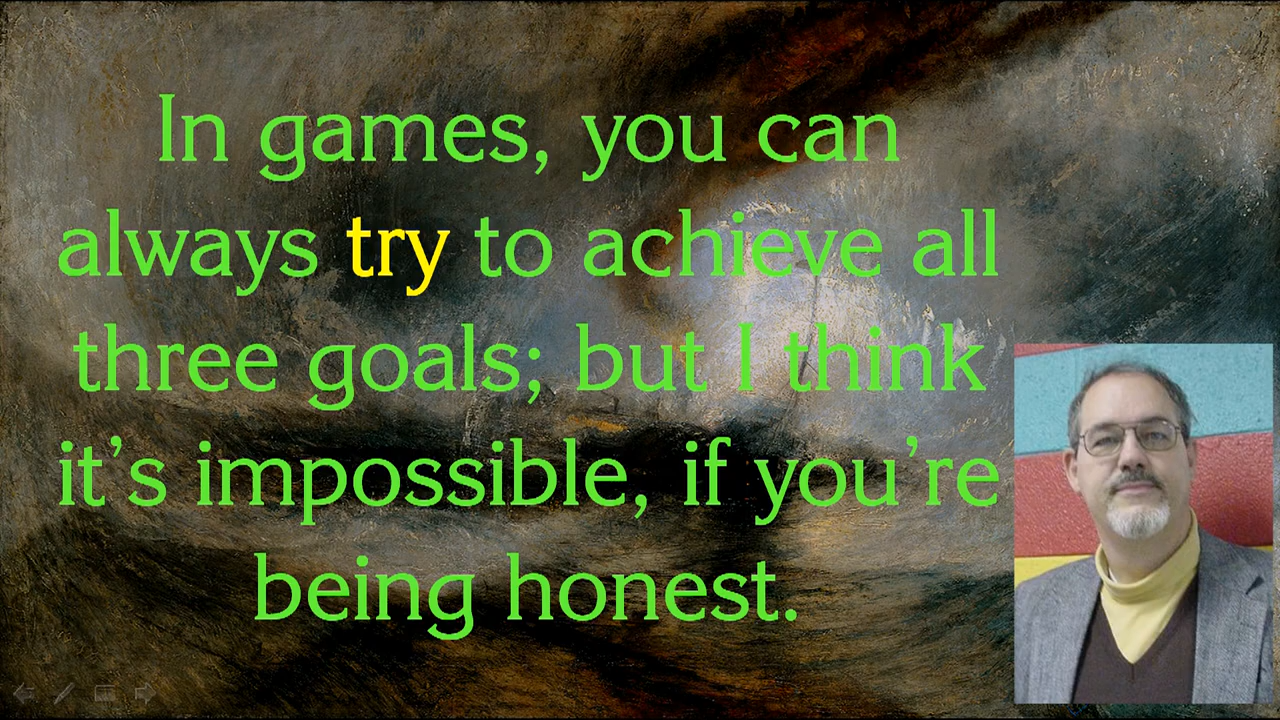 In games, you can
always try to achieve all
three goals; but I think
it’s impossible, if you’re
being honest.